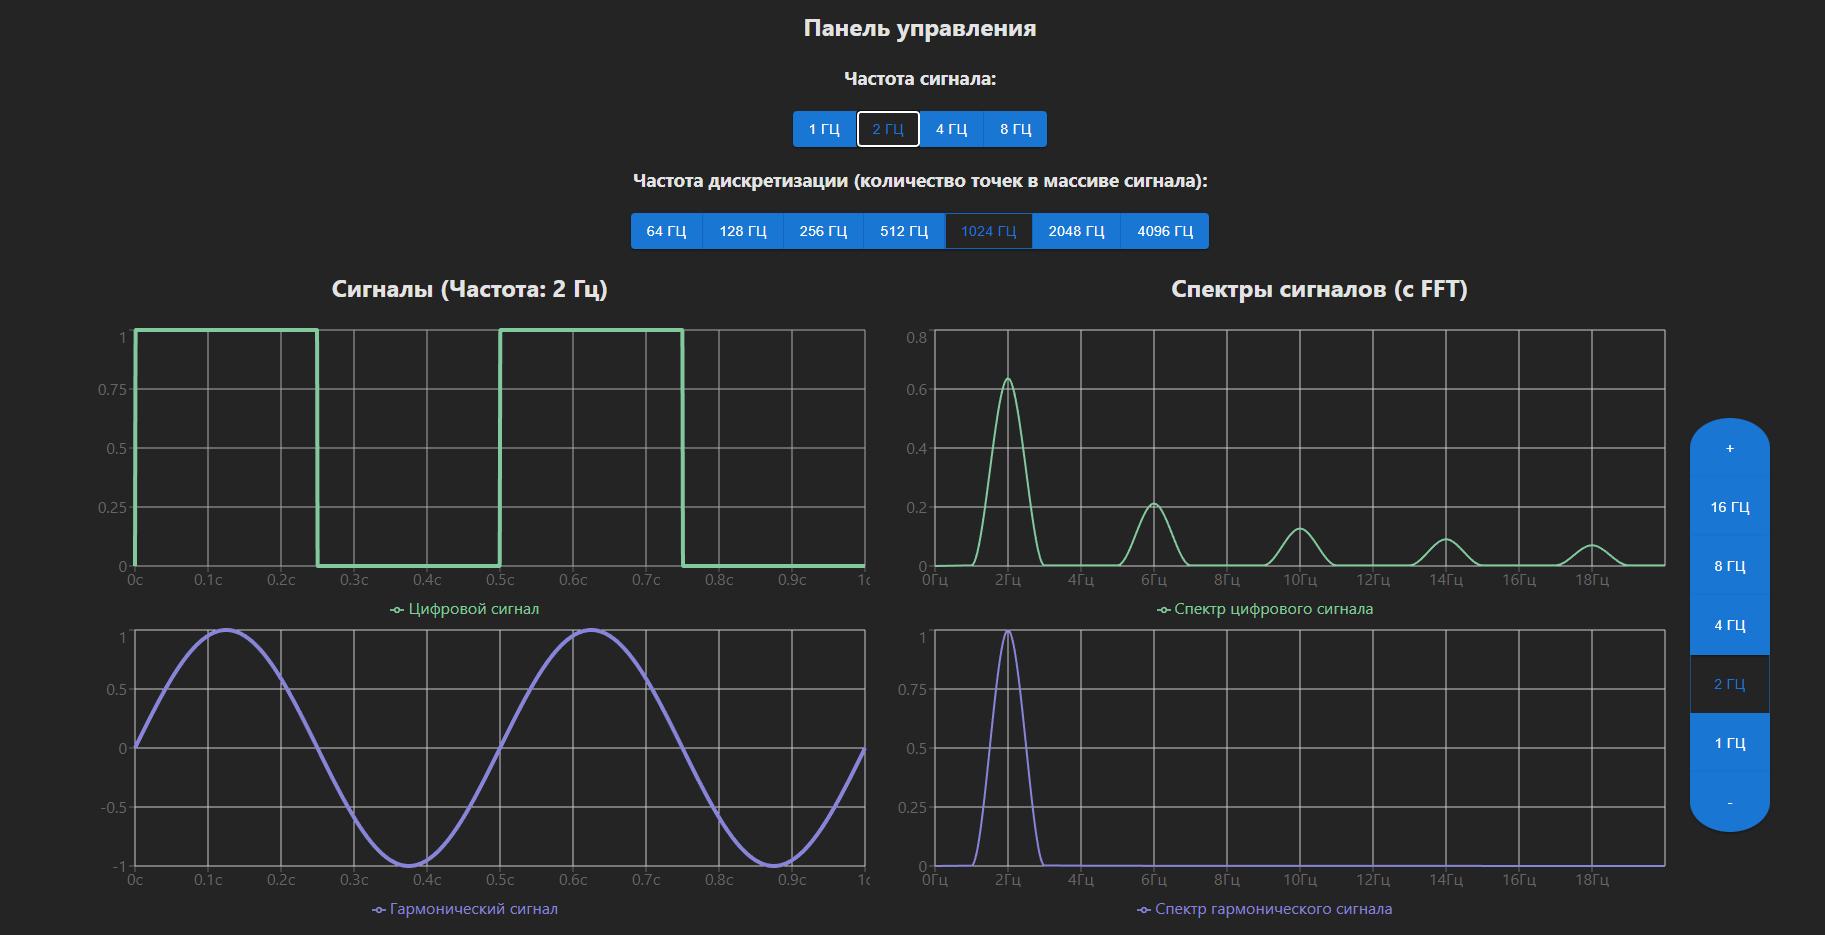 Панель управления
Частота сигнала:
1 ГЦ 2 ГЦ 4 ГЦ 8 ГЦ
Частота дискретизации (количество точек в массиве сигнала):
64 ГЦ 128 ГЦ 256 ГЦ 512 ГЦ 1024 ГЦ 2048 ГЦ 4096 ГЦ
Сигналы (Частота: 2 Гц)
1
0.75
0.5
0.25
0
0с 0.1с 0.2с 0.3с 0.4с 0.5с 0.6с 0.7с 0.8с 0.9с 1с
Цифровой сигнал
1
0.5
0
-0.5
-1
0с 0.1с 0.2с 0.3с 0.4с 0.5с 0.6с 0.7с 0.8с 0.9с 1с
Гармонический сигнал
Спектры сигналов (с FFT)
0.8
0.6
0.4
0.2
0
0Гц 2Гц 4Гц 6Гц 8Гц 10Гц 12Гц 14Гц 16Гц 18Гц
Спектр цифрового сигнала
1
0.75
0.5
0.25
0
0Гц 2Гц 4Гц 6Гц 8Гц 10Гц 12Гц 14Гц 16Гц 18Гц
Спектр гармонического сигнала
+
16 ГЦ
8 ГЦ
4 ГЦ
2 ГЦ
1 ГЦ
-